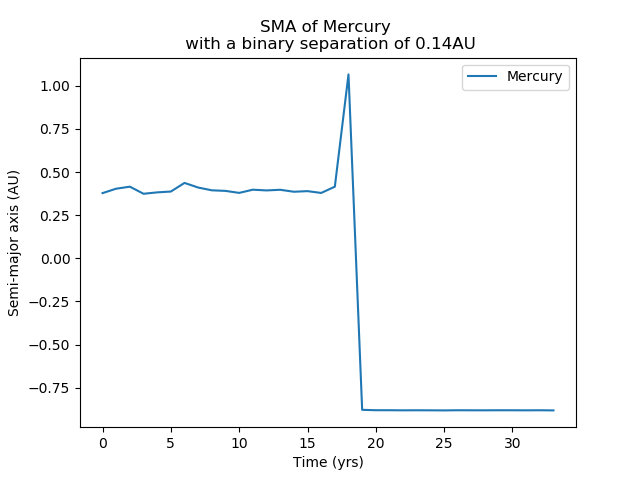 SMA of Mercury
with a binary separation of 0.14AU
Mercury
Semi-major axis (AU)
1.00
0.75
0.50
0.25
0.00
−0.25
−0.50
−0.75
0 5 10 15 20 25 30
Time (yrs)